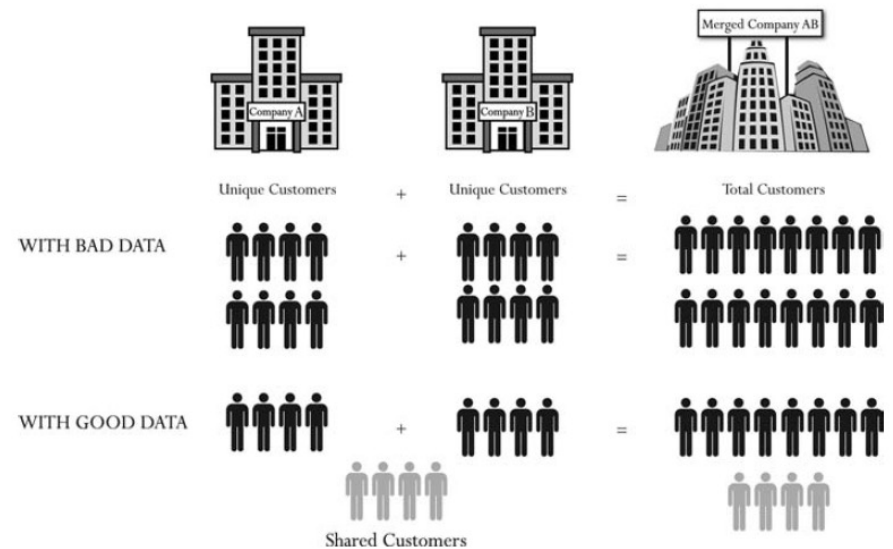 Merged Company AB
Company A
Company B
Unique Customers + Unique Customers = Total Customers
WITH BAD DATA + =
WITH GOOD DATA + =
Shared Customers